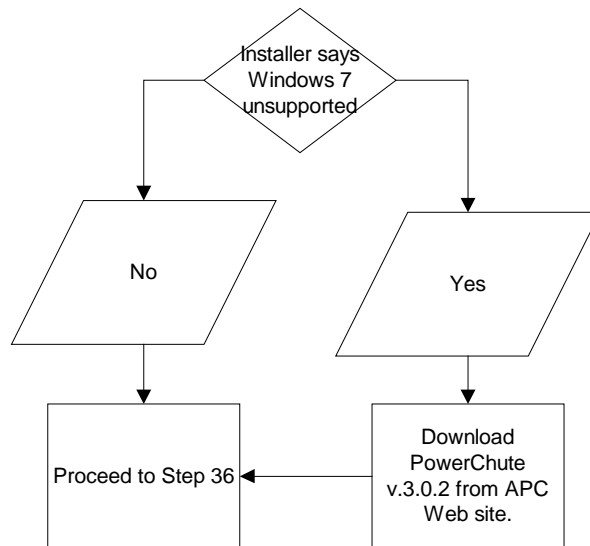 Installer says
Windows 7
unsupported
No
Yes
Proceed to Step 36
Download
PowerChute
v.3.0.2 from APC
Web site.